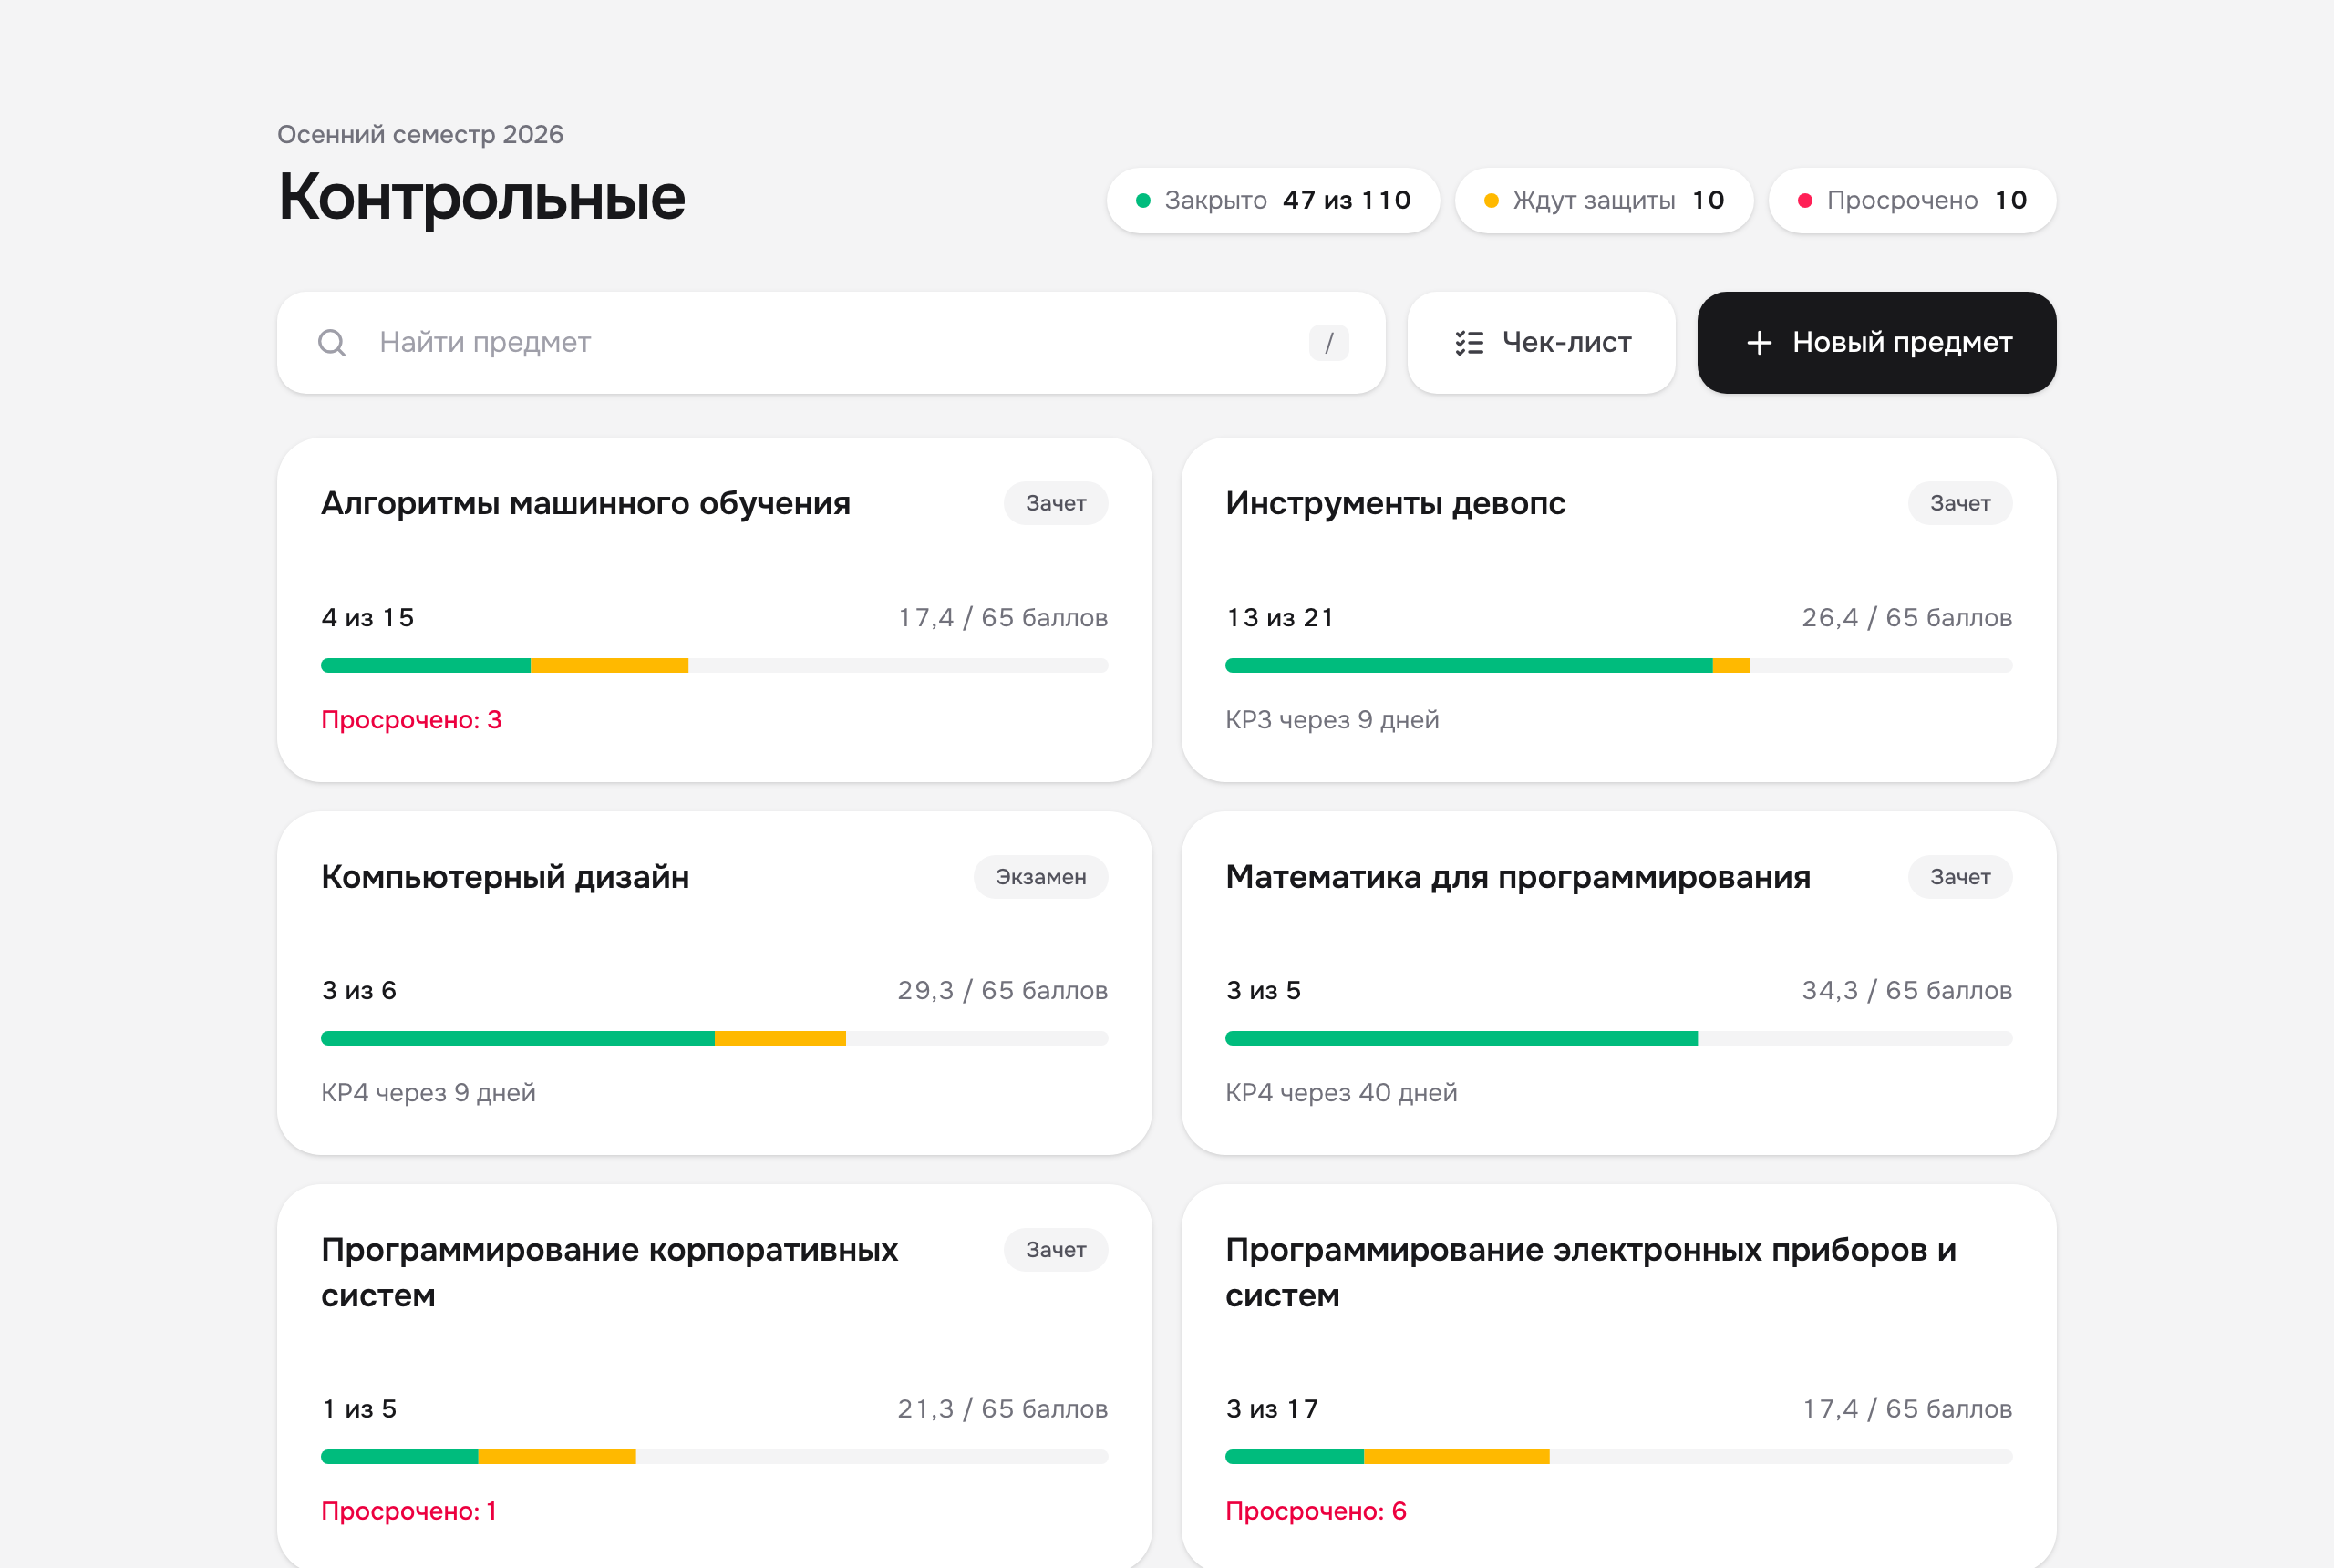 Осенний семестр 2026
Контрольные
Закрыто 47 из 110
Ждут защиты 10
Просрочено 10
Найти предмет
/
Чек-лист
Новый предмет
Алгоритмы машинного обучения
Зачет
4 из 15
17,4 / 65 баллов
Просрочено: 3
Инструменты девопс
Зачет
13 из 21
26,4 / 65 баллов
КР3 через 9 дней
Компьютерный дизайн
Экзамен
3 из 6
29,3 / 65 баллов
КР4 через 9 дней
Математика для программирования
Зачет
3 из 5
34,3 / 65 баллов
КР4 через 40 дней
Программирование корпоративных
систем
Зачет
1 из 5
21,3 / 65 баллов
Просрочено: 1
Программирование электронных приборов и
систем
3 из 17
17,4 / 65 баллов
Просрочено: 6